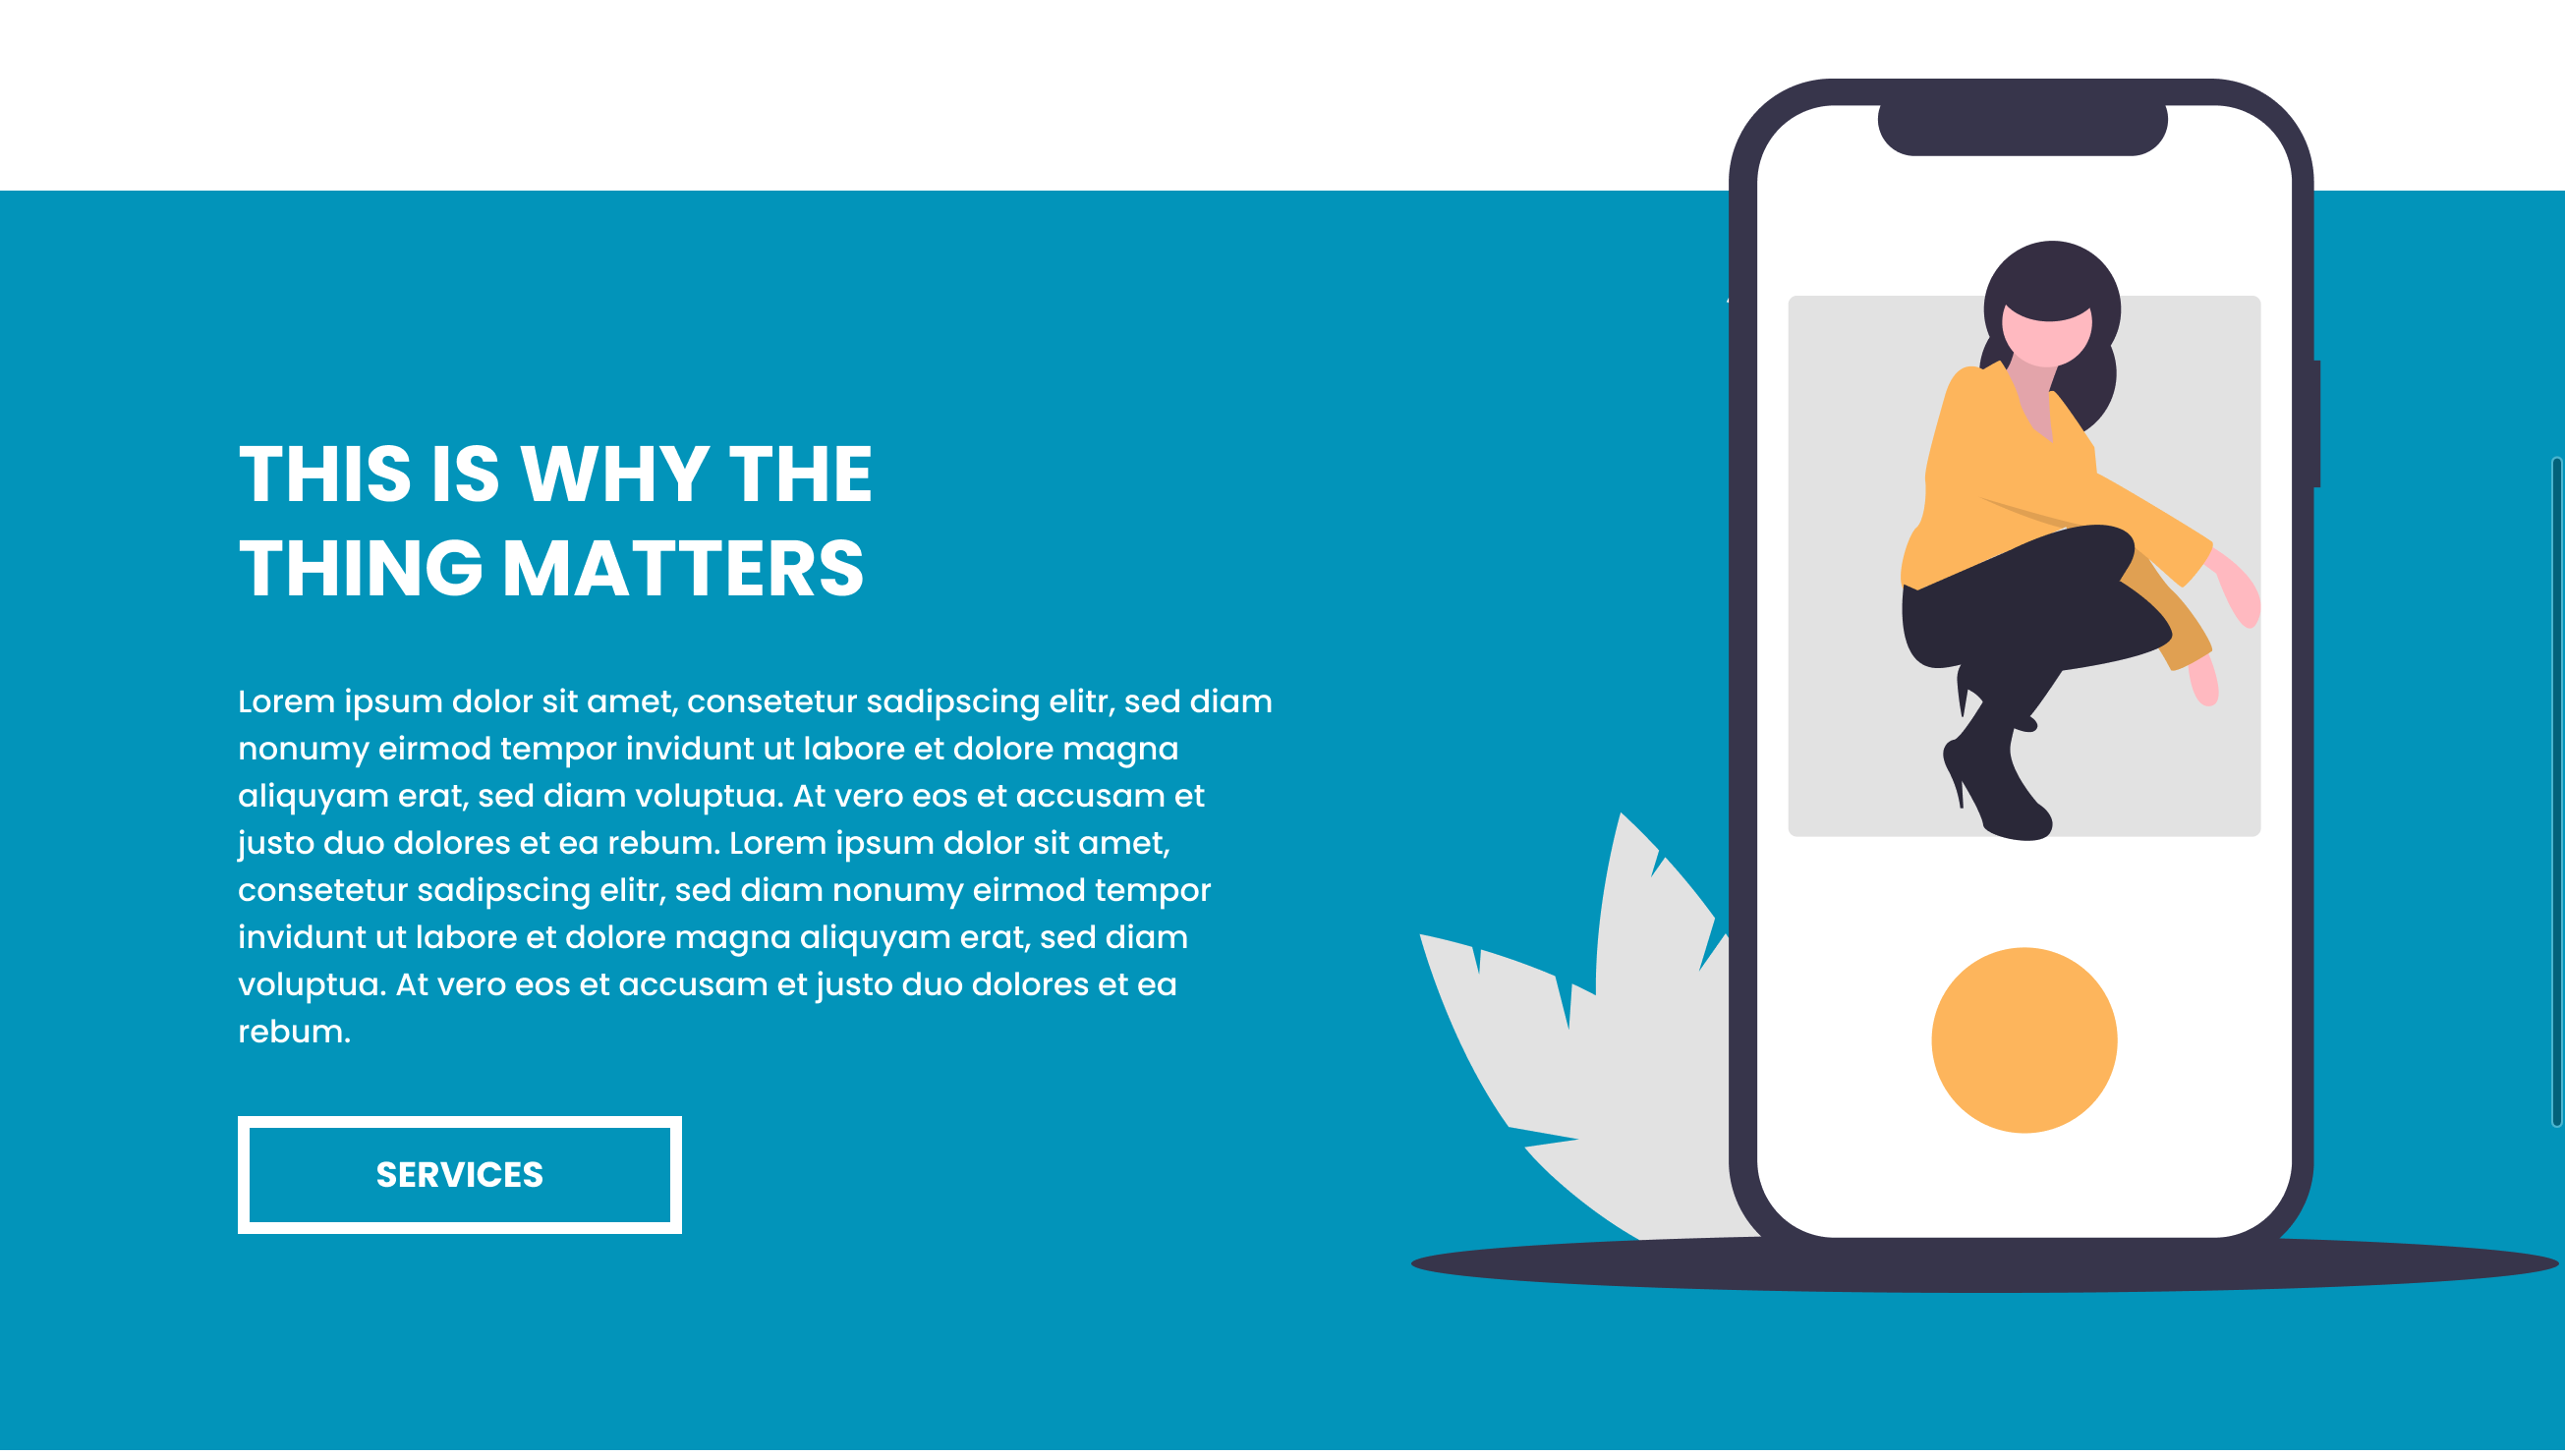 THIS IS WHY THE
THING MATTERS
Lorem ipsum dolor sit amet, consetetur sadipscing elitr, sed diam
nonumy eirmod tempor invidunt ut labore et dolore magna
aliquyam erat, sed diam voluptua. At vero eos et accusam et
justo duo dolores et ea rebum. Lorem ipsum dolor sit amet,
consetetur sadipscing elitr, sed diam nonumy eirmod tempor
invidunt ut labore et dolore magna aliquyam erat, sed diam
voluptua. At vero eos et accusam et justo duo dolores et ea
rebum.
SERVICES